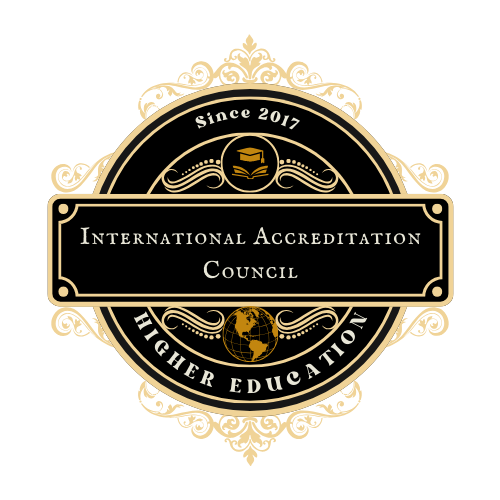 Since 2017
International Accreditation
Council
HIGHER EDUCATION